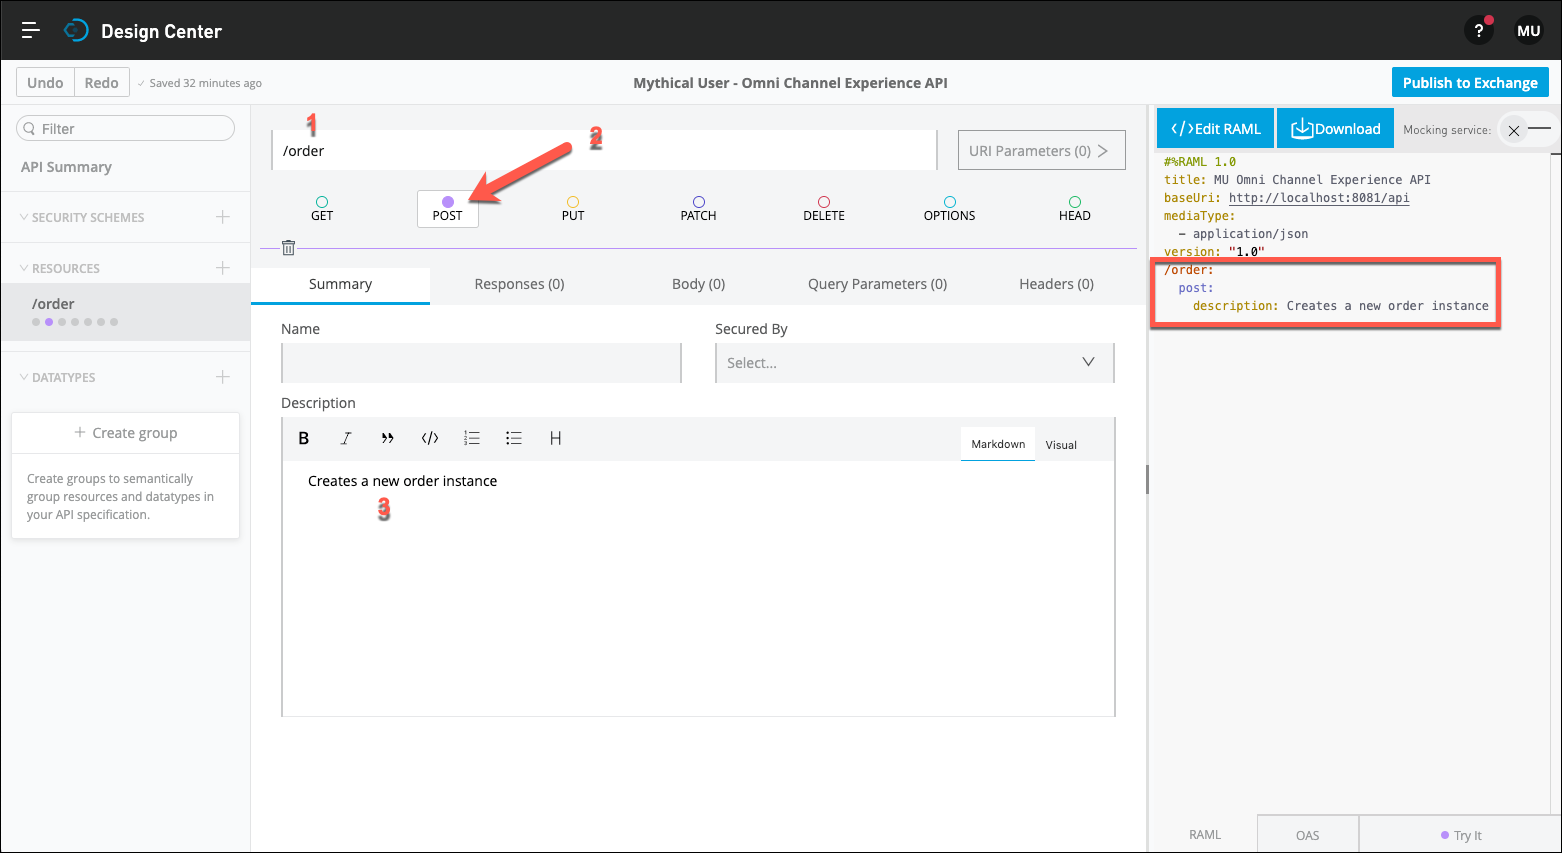 Design Center
?
MU
Undo
Redo
✓ Saved 32 minutes ago
Mythical User - Omni Channel Experience API
Publish to Exchange
Filter
API Summary
SECURITY SCHEMES
RESOURCES
/order
DATATYPES
+ Create group
Create groups to semantically
group resources and datatypes in
your API specification.
1
2
/order
URI Parameters (0) >
GET
POST
PUT
PATCH
DELETE
OPTIONS
HEAD
Summary
Responses (0)
Body (0)
Query Parameters (0)
Headers (0)
Name
Secured By
Select...
Description
B
I
H
Markdown
Visual
Creates a new order instance
3
</>Edit RAML
Download
Mocking service:
#%RAML 1.0
title: MU Omni Channel Experience API
baseUri: http://localhost:8081/api
mediaType:
  - application/json
version: "1.0"
/order:
  post:
    description: Creates a new order instance
RAML
OAS
Try It